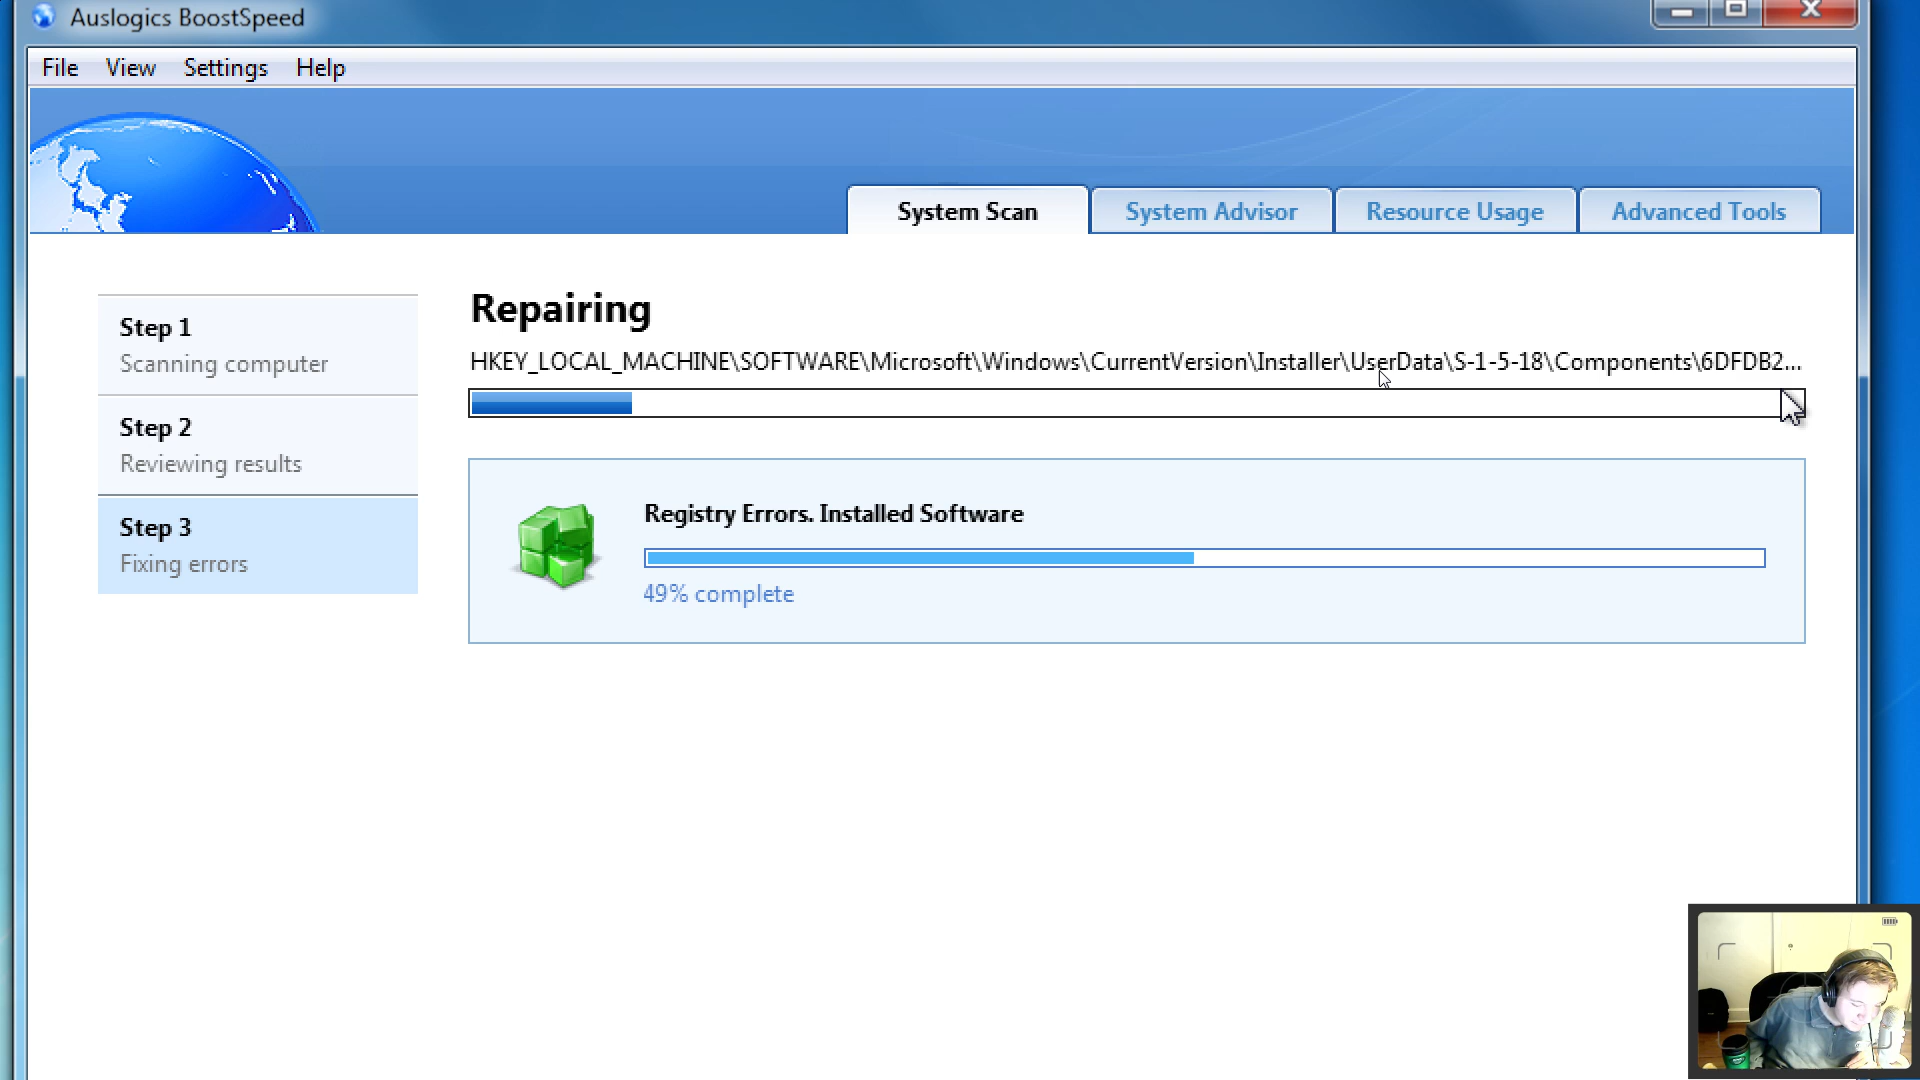 Auslogics BoostSpeed
File View Settings Help
System Scan System Advisor Resource Usage Advanced Tools
Step 1
Scanning computer
Step 2
Reviewing results
Step 3
Fixing errors
Repairing
HKEY_LOCAL_MACHINE\SOFTWARE\Microsoft\Windows\CurrentVersion\Installer\UserData\S-1-5-18\Components\6DFDB2...
Registry Errors. Installed Software
49% complete